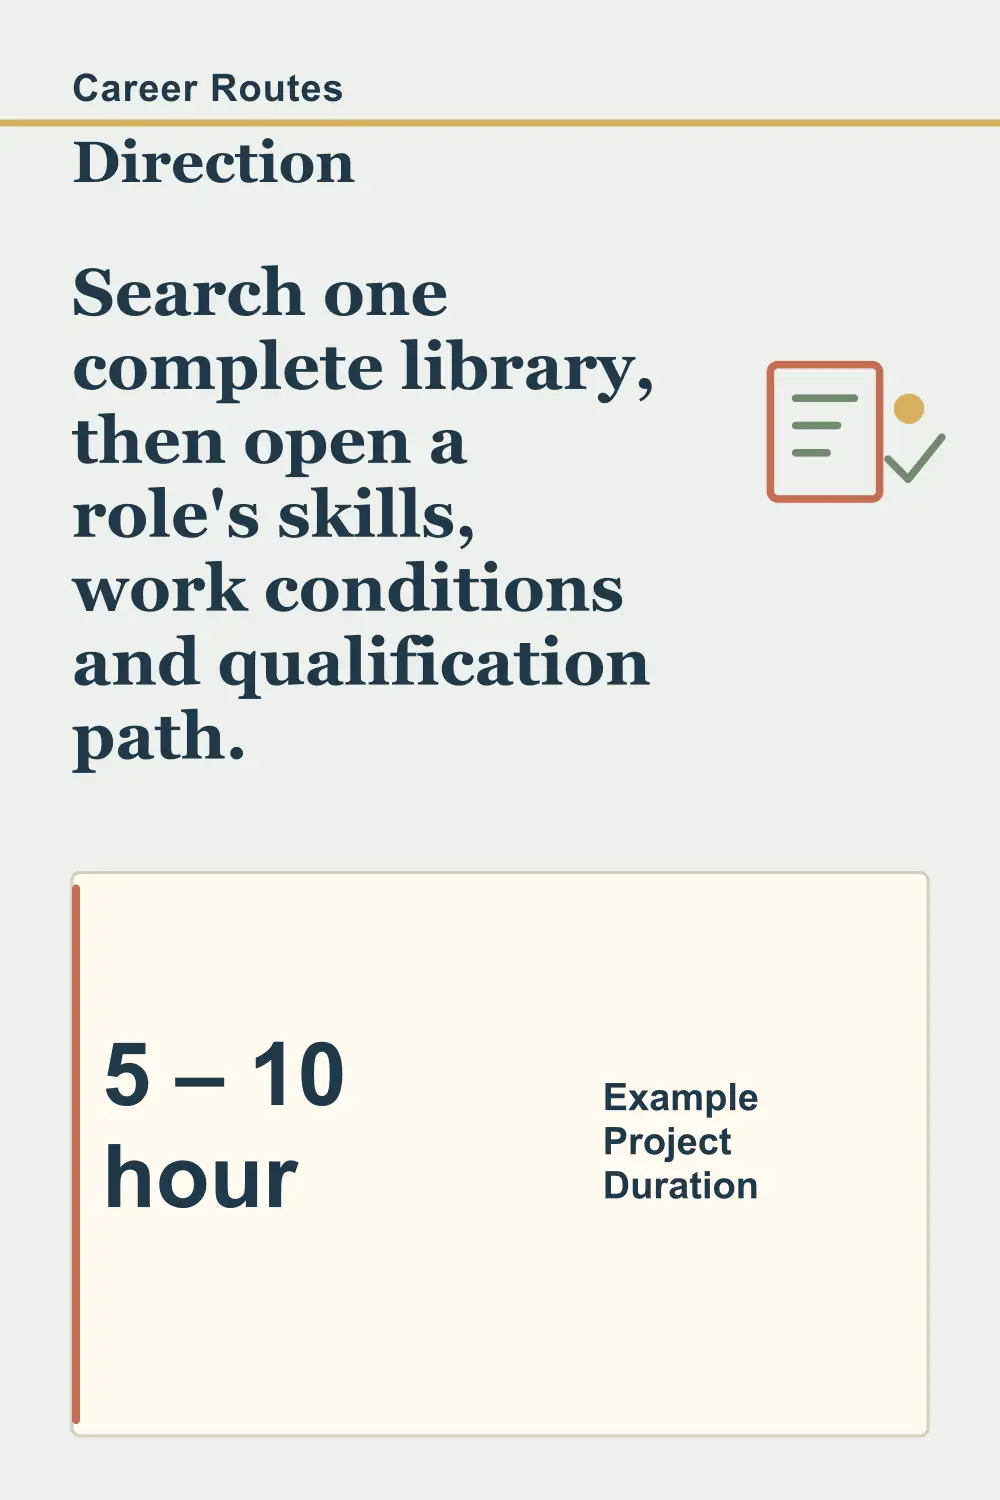 Career Routes
Direction
Search one
complete library,
then open a
role's skills,
work conditions
and qualification
path.
5 – 10
hour
Example
Project
Duration